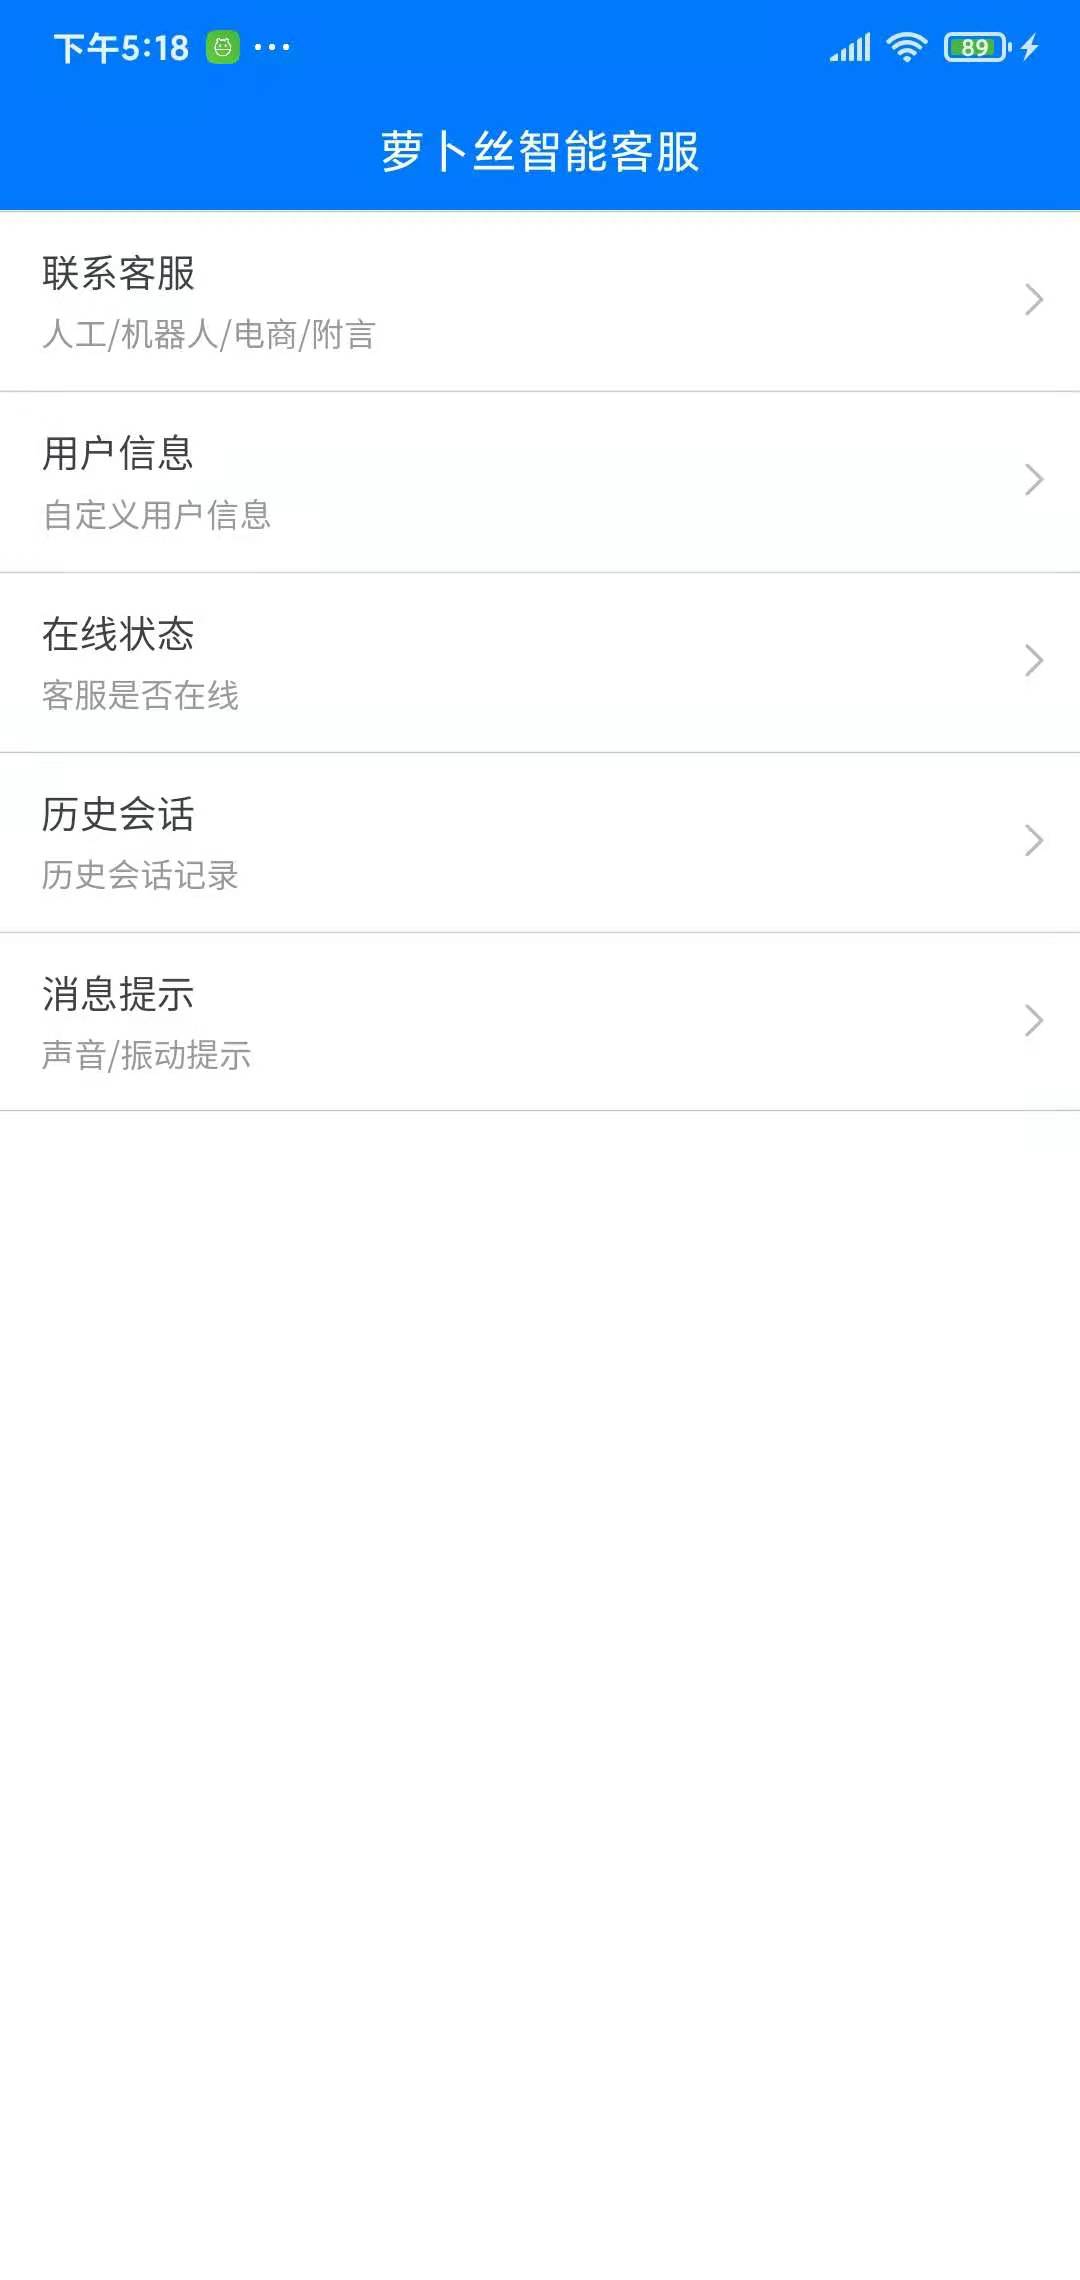 下午5:18
89
萝卜丝智能客服
联系客服
人工/机器人/电商/附言
用户信息
自定义用户信息
在线状态
客服是否在线
历史会话
历史会话记录
消息提示
声音/振动提示